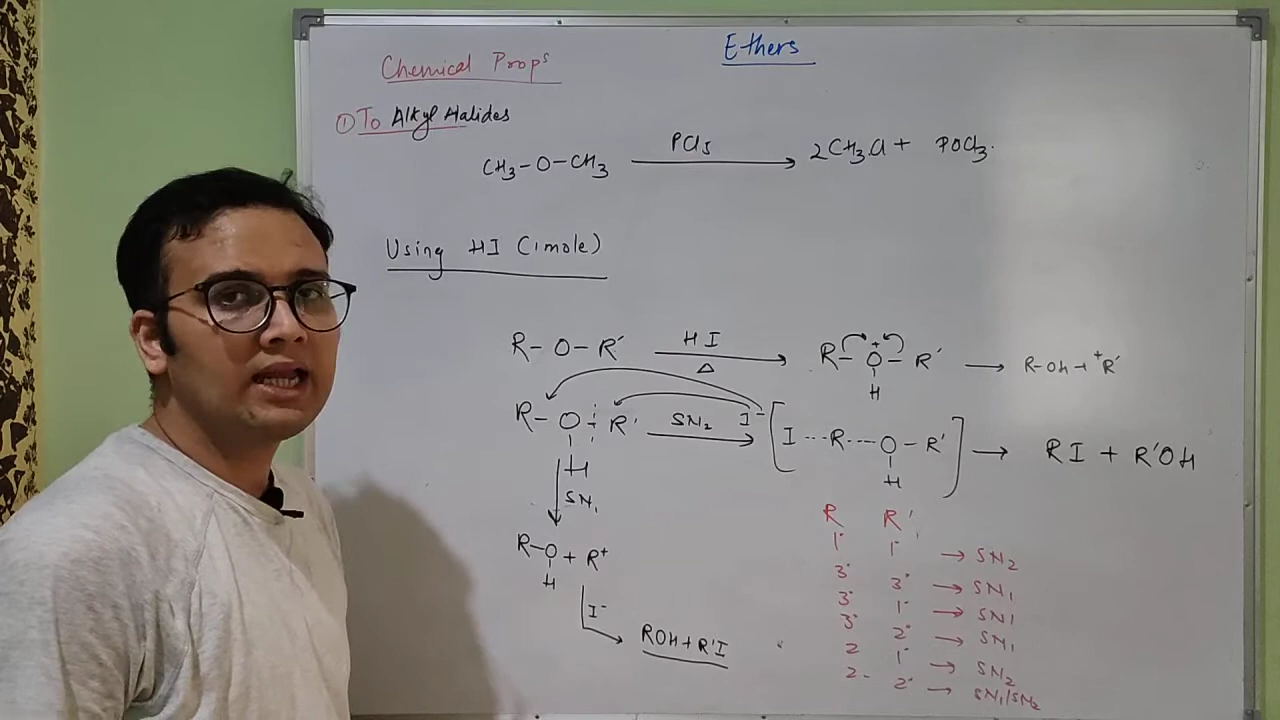 Ethers
Chemical Props
① To Alkyl Halides
CH₃-O-CH₃ PCl₅ → 2CH₃Cl + POCl₃.
Using HI (1 mole)
R-O-R' HI Δ → R-O⁺-R' → R-OH + ⁺R'
H
R-O-R' SN₂ → I⁻ [I---R---O-R'] → RI + R'OH
H H
SN₁
R-O + R⁺
H
I⁻
ROH + R'I
R R'
1° 1° → SN₂
3° 3° → SN₁
3° 1° → SN1
3° 2° → SN₁
2 1° → SN₂
2- 2° → SN₁/SN₂